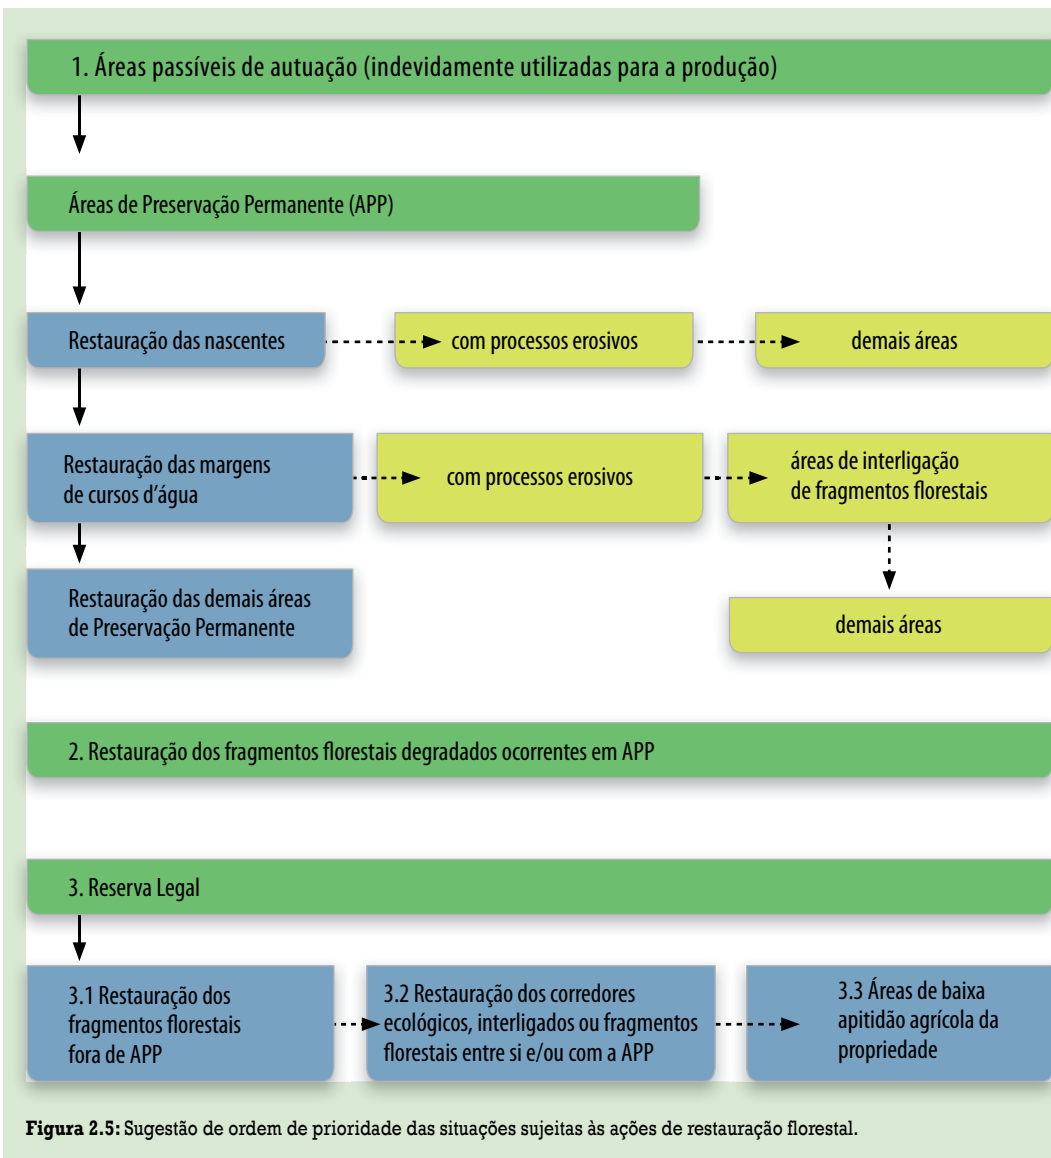 1. Áreas passíveis de autuação (indevidamente utilizadas para a produção)
Áreas de Preservação Permanente (APP)
Restauração das nascentes
com processos erosivos
demais áreas
Restauração das margens
de cursos d’água
com processos erosivos
áreas de interligação
de fragmentos florestais
Restauração das demais áreas
de Preservação Permanente
demais áreas
2. Restauração dos fragmentos florestais degradados ocorrentes em APP
3. Reserva Legal
3.1 Restauração dos
fragmentos florestais
fora de APP
3.2 Restauração dos corredores
ecológicos, interligados ou fragmentos
florestais entre si e/ou com a APP
3.3 Áreas de baixa
apitidão agrícola da
propriedade
Figura 2.5: Sugestão de ordem de prioridade das situações sujeitas às ações de restauração florestal.